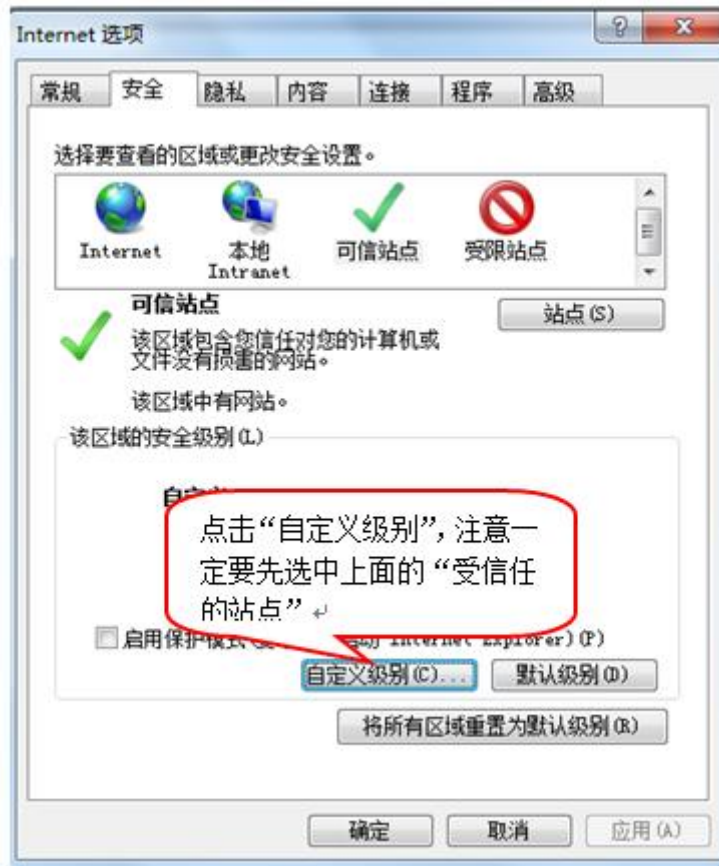 Internet 选项
常规 安全 隐私 内容 连接 程序 高级
选择要查看的区域或更改安全设置。
Internet 本地 可信站点 受限站点
Intranet
可信站点
站点(S)
该区域包含您信任对您的计算机或
文件没有损害的网站。
该区域中有网站。
该区域的安全级别(L)
点击“自定义级别”,注意一
定要先选中上面的“受信任
的站点”
启用保护模式 Internet Explorer)(P)
自定义级别(C)... 默认级别(D)
将所有区域重置为默认级别(R)
确定 取消 应用(A)